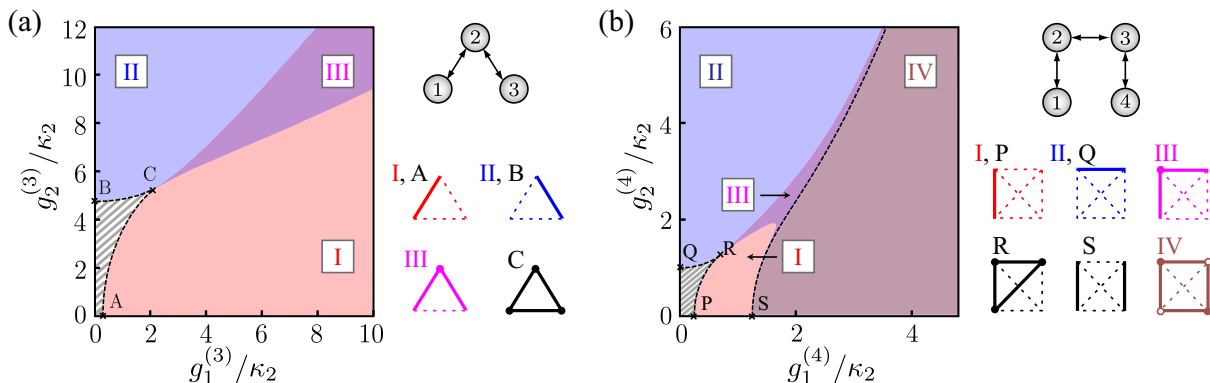 (a)
12
10
8
6
4
2
0
g_2^{(3)}/κ_2
II
III
B
C
A
I
0 2 4 6 8 10
g_1^{(3)}/κ_2
2
1 3
I, A II, B
III C
(b)
6
4
2
0
g_2^{(4)}/κ_2
II
IV
III
Q R
I
P S
0 2 4
g_1^{(4)}/κ_2
2 3
1 4
I, P II, Q III
R S IV